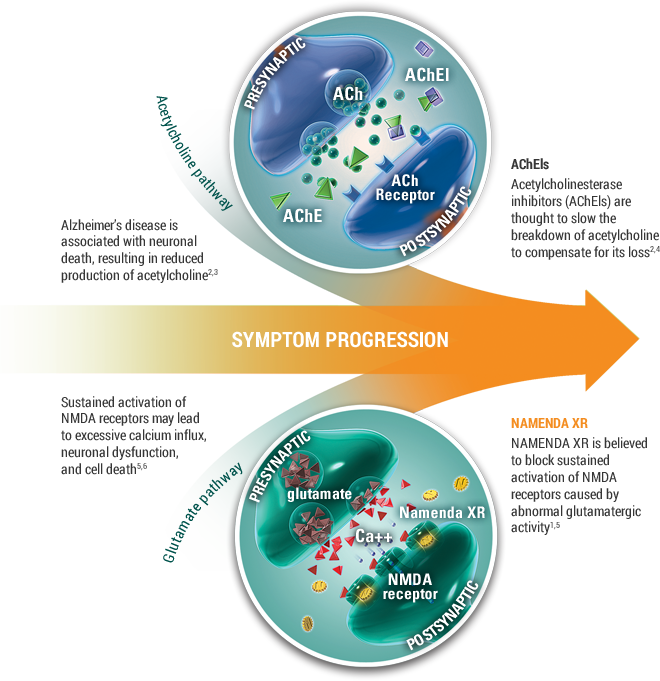 PRESYNAPTIC
ACh
AChEI
ACh
Receptor
AChE
POSTSYNAPTIC
Acetylcholine pathway
Alzheimer's disease is
associated with neuronal
death, resulting in reduced
production of acetylcholine2,3
AChEIs
Acetylcholinesterase
inhibitors (AChEIs) are
thought to slow the
breakdown of acetylcholine
to compensate for its loss2,4
SYMPTOM PROGRESSION
Sustained activation of
NMDA receptors may lead
to excessive calcium influx,
neuronal dysfunction,
and cell death5,6
Glutamate pathway
PRESYNAPTIC
glutamate
Namenda XR
Ca++
NMDA
receptor
POSTSYNAPTIC
NAMENDA XR
NAMENDA XR is believed
to block sustained
activation of NMDA
receptors caused by
abnormal glutamatergic
activity1,5